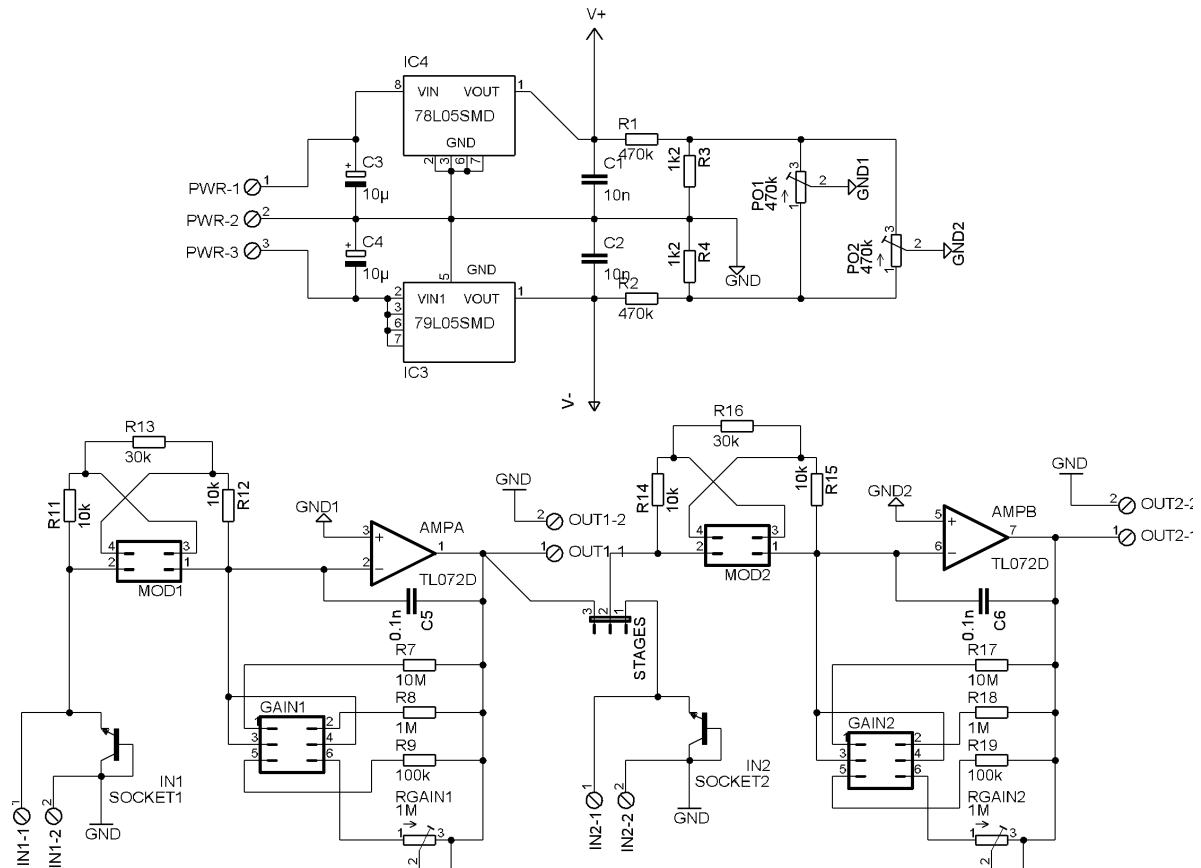 V+
IC4
8 VIN VOUT 1
78L05SMD
GND
2 3 6 7
R1
470k
C3
+
10µ
C1
10n
1k2
R3
PO1
470k
3
2
1
GND1
PWR-1
1
PWR-2
2
PWR-3
3
C4
+
10µ
C2
10n
1k2
R4
GND
PO2
470k
3
2
1
GND2
5
GND
2 VIN1 VOUT 1
3
79L05SMD
6
7
IC3
R2
470k
V-
R13
30k
R11
10k
10k
R12
4 3
2 1
MOD1
GND1
3 +
2 −
AMPA
1
TL072D
GND
2 OUT1-2
1 OUT1-1
C5
0.1n
R7
10M
R8
1M
R9
100k
GAIN1
1 2
3 4
5 6
RGAIN1
1M
1 3
2
IN1
SOCKET1
GND
1
IN1-1
2
IN1-2
R16
30k
R14
10k
10k
R15
4 3
2 1
MOD2
3 2 1
STAGES
GND2
5 +
6 −
AMPB
7
TL072D
GND
2 OUT2-2
1 OUT2-1
C6
0.1n
R17
10M
R18
1M
R19
100k
GAIN2
1 2
3 4
5 6
RGAIN2
1M
1 3
2
IN2
SOCKET2
GND
1
IN2-1
2
IN2-2